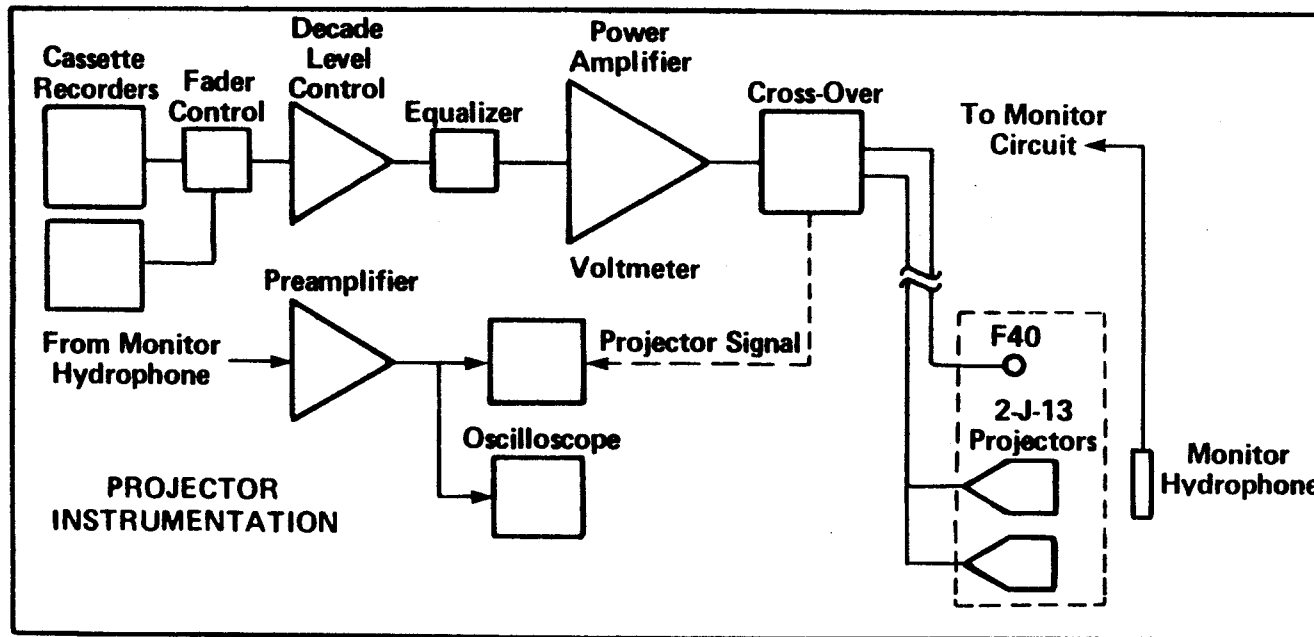 Cassette
Recorders
Fader
Control
Decade
Level
Control
Equalizer
Power
Amplifier
Cross-Over
To Monitor
Circuit
Preamplifier
Voltmeter
From Monitor
Hydrophone
Projector Signal
Oscilloscope
F40
2-J-13
Projectors
Monitor
Hydrophone
PROJECTOR
INSTRUMENTATION